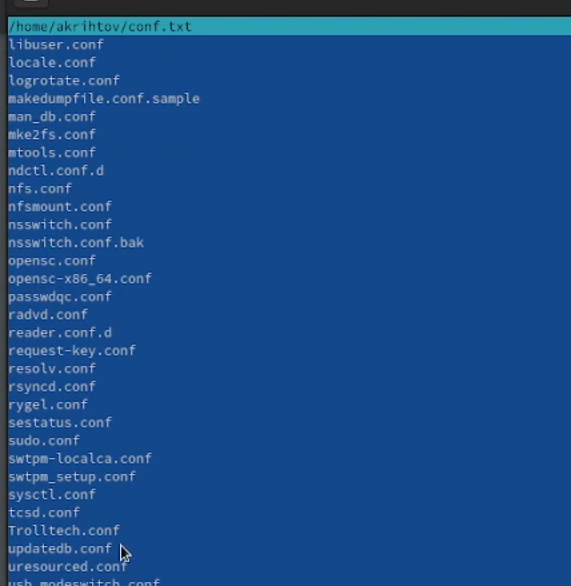 /home/akrihtov/conf.txt
libuser.conf
locale.conf
logrotate.conf
makedumpfile.conf.sample
man_db.conf
mke2fs.conf
mtools.conf
ndctl.conf.d
nfs.conf
nfsmount.conf
nsswitch.conf
nsswitch.conf.bak
opensc.conf
opensc-x86_64.conf
passwdqc.conf
radvd.conf
reader.conf.d
request-key.conf
resolv.conf
rsyncd.conf
rygel.conf
sestatus.conf
sudo.conf
swtpm-localca.conf
swtpm_setup.conf
sysctl.conf
tcsd.conf
Trolltech.conf
updatedb.conf
uresourced.conf
usb_modeswitch.conf